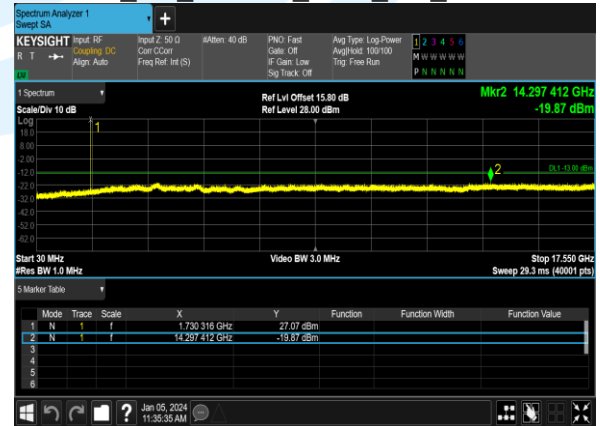 Spectrum Analyzer 1
Swept SA
KEYSIGHT Input: RF Input Z: 50 Ω #Atten: 40 dB PNO: Fast Avg Type: Log-Power 1 2 3 4 5 6
R T Coupling: DC Corr CCorr Gate: Off Avg|Hold: 100/100 M W W W W W
Align: Auto Freq Ref: Int (S) IF Gain: Low Trig: Free Run
LXI Sig Track: Off P N N N N N
1 Spectrum Ref Lvl Offset 15.80 dB Mkr2 14.297 412 GHz
Scale/Div 10 dB Ref Level 28.00 dBm -19.87 dBm
Log
18.0 1
8.00
-2.00
-12.0 2 DL1 -13.00 dBm
-22.0
-32.0
-42.0
-52.0
-62.0
Start 30 MHz Video BW 3.0 MHz Stop 17.550 GHz
#Res BW 1.0 MHz Sweep 29.3 ms (40001 pts)
5 Marker Table
Mode Trace Scale X Y Function Function Width Function Value
1 N 1 f 1.730 316 GHz 27.07 dBm
2 N 1 f 14.297 412 GHz -19.87 dBm
3
4
5
6
? Jan 05, 2024
11:35:35 AM